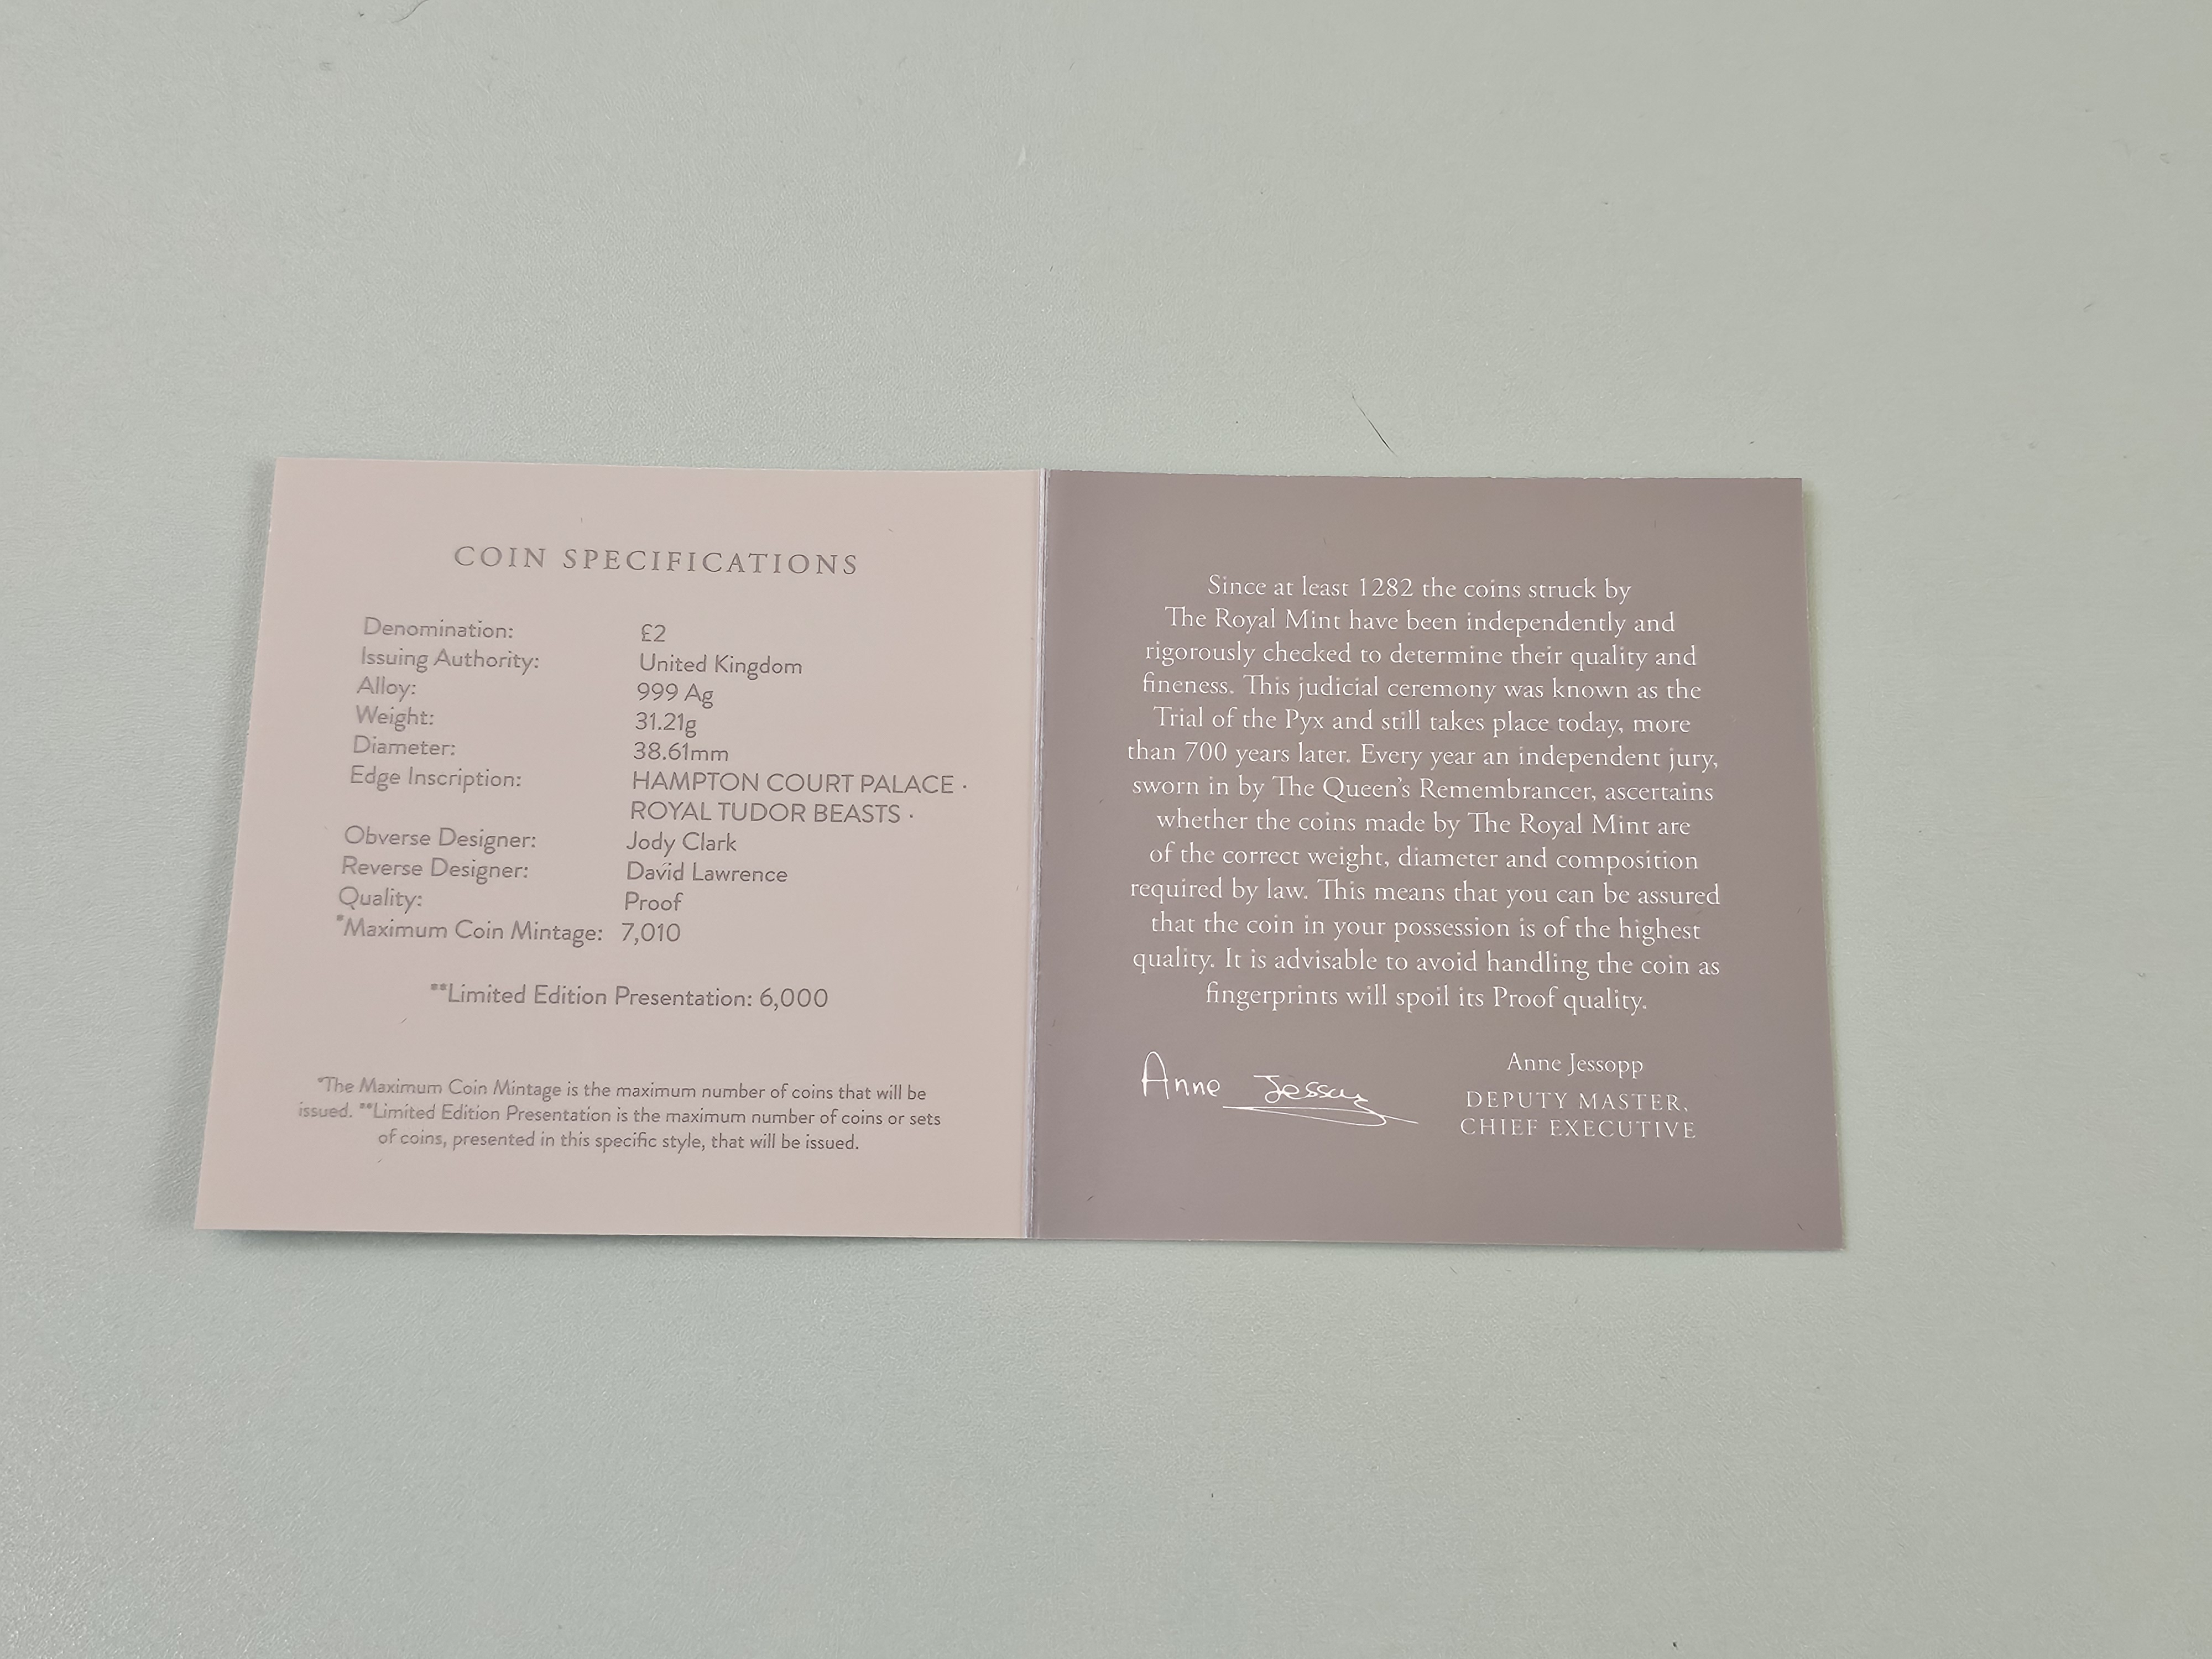 COIN SPECIFICATIONS
Denomination: £2
Issuing Authority: United Kingdom
Alloy: 999 Ag
Weight: 31.21g
Diameter: 38.61mm
Edge Inscription: HAMPTON COURT PALACE ·
ROYAL TUDOR BEASTS ·
Obverse Designer: Jody Clark
Reverse Designer: David Lawrence
Quality: Proof
*Maximum Coin Mintage: 7,010
**Limited Edition Presentation: 6,000
*The Maximum Coin Mintage is the maximum number of coins that will be
issued. **Limited Edition Presentation is the maximum number of coins or sets
of coins, presented in this specific style, that will be issued.
Since at least 1282 the coins struck by
The Royal Mint have been independently and
rigorously checked to determine their quality and
fineness. This judicial ceremony was known as the
Trial of the Pyx and still takes place today, more
than 700 years later. Every year an independent jury,
sworn in by The Queen's Remembrancer, ascertains
whether the coins made by The Royal Mint are
of the correct weight, diameter and composition
required by law. This means that you can be assured
that the coin in your possession is of the highest
quality. It is advisable to avoid handling the coin as
fingerprints will spoil its Proof quality.
Anne Jessopp
Anne Jessopp
DEPUTY MASTER,
CHIEF EXECUTIVE